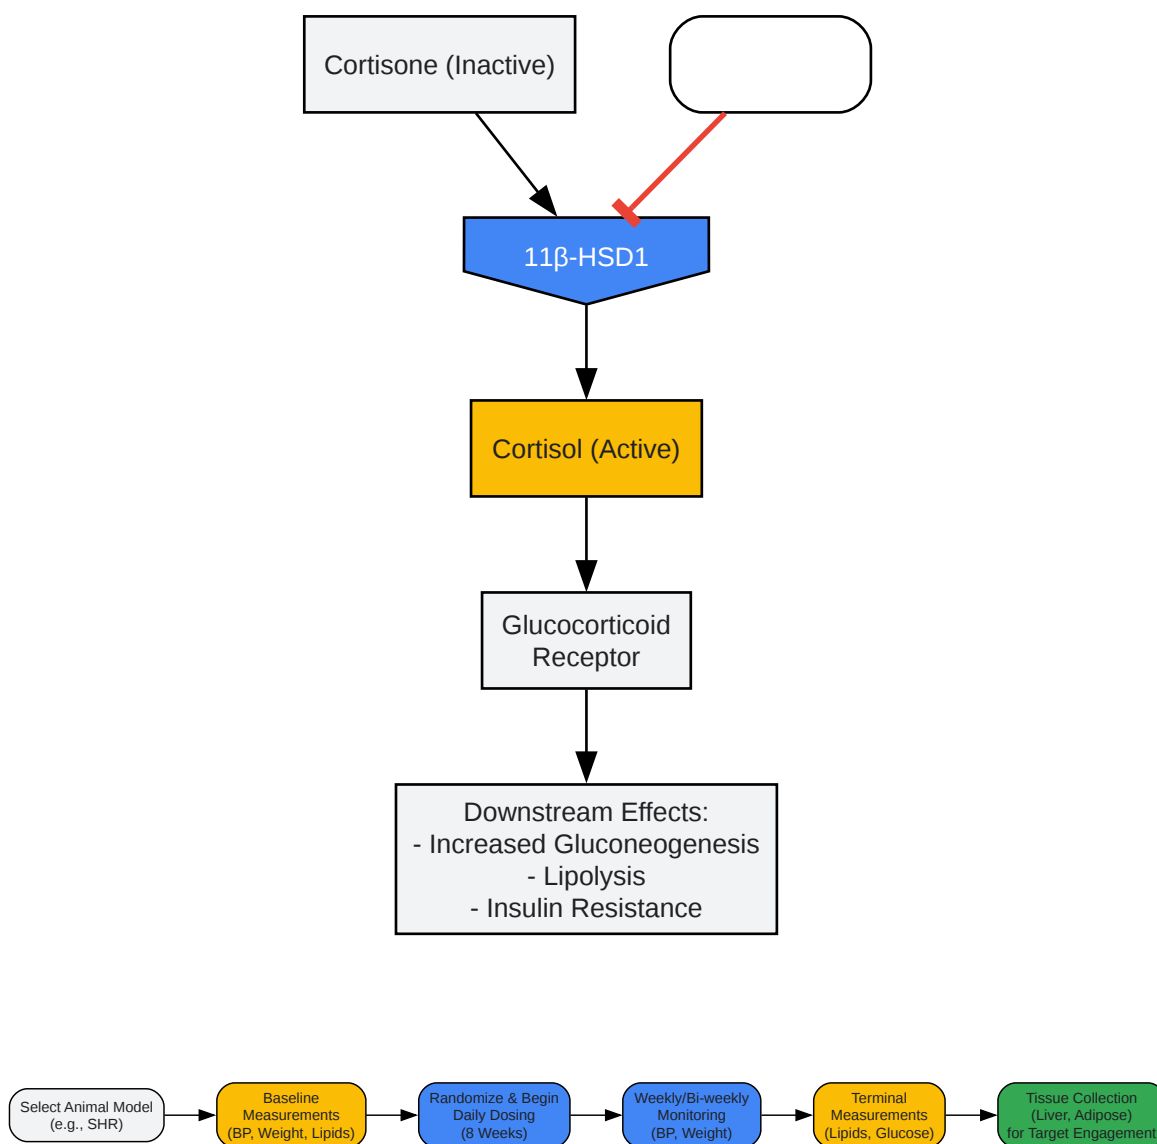 Cortisone (Inactive)
11β-HSD1
Cortisol (Active)
Glucocorticoid
Receptor
Downstream Effects:
- Increased Gluconeogenesis
- Lipolysis
- Insulin Resistance
Select Animal Model
(e.g., SHR)
Baseline
Measurements
(BP, Weight, Lipids)
Randomize & Begin
Daily Dosing
(8 Weeks)
Weekly/Bi-weekly
Monitoring
(BP, Weight)
Terminal
Measurements
(Lipids, Glucose)
Tissue Collection
(Liver, Adipose)
for Target Engagement